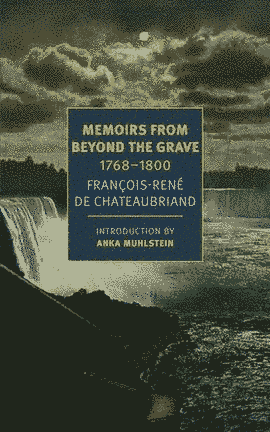 MEMOIRS FROM
BEYOND THE GRAVE
1768–1800
FRANÇOIS-RENÉ
DE CHATEAUBRIAND
INTRODUCTION BY
ANKA MUHLSTEIN